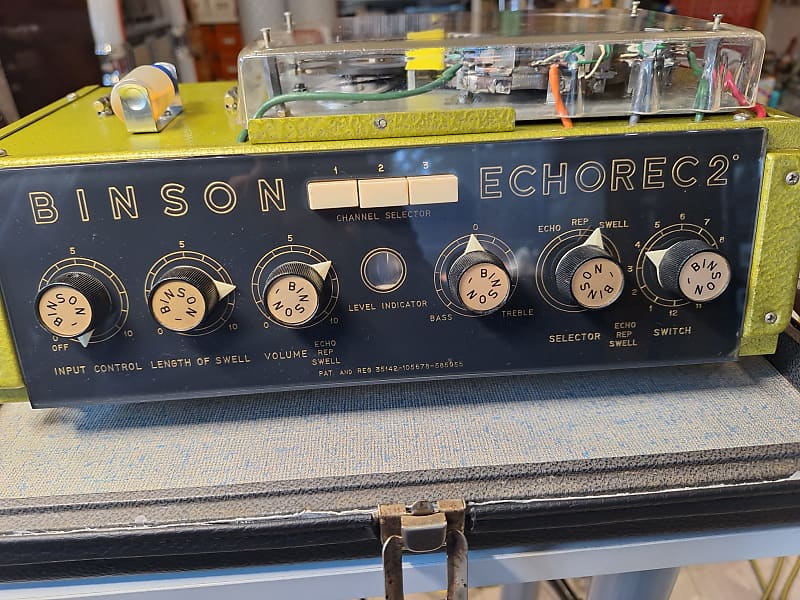 BINSON
1 2 3
ECHOREC 2°
CHANNEL SELECTOR
5 0 10 OFF
5 10
5 0 10
0
ECHO REP SWELL
1 2 3 4 5 6 7 8 11 12
BINSON
BINSON
BINSON
BINSON
BINSON
BINSON
LEVEL INDICATOR
BASS TREBLE
INPUT CONTROL
LENGTH OF SWELL
VOLUME
ECHO
REP
SWELL
SELECTOR
ECHO
REP
SWELL
SWITCH
PAT. AND REG. 35142-105678-585955